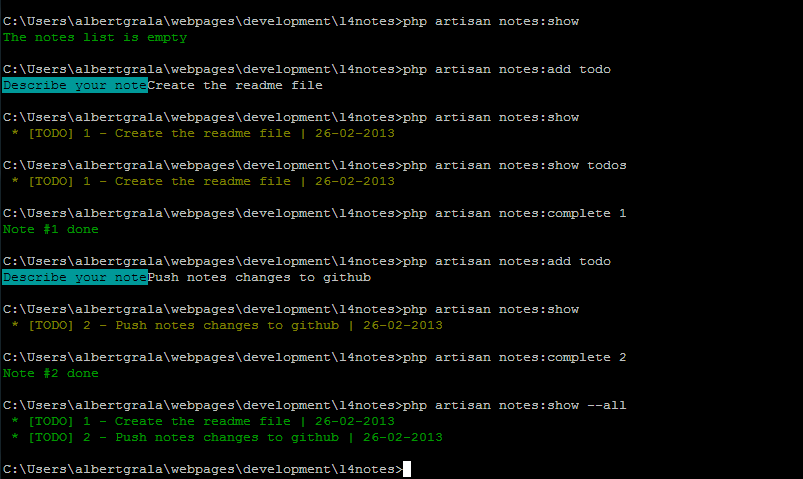 C:\Users\albertgrala\webpages\development\l4notes>php artisan notes:show
The notes list is empty
C:\Users\albertgrala\webpages\development\l4notes>php artisan notes:add todo
Describe your noteCreate the readme file
C:\Users\albertgrala\webpages\development\l4notes>php artisan notes:show
* [TODO] 1 - Create the readme file | 26-02-2013
C:\Users\albertgrala\webpages\development\l4notes>php artisan notes:show todos
* [TODO] 1 - Create the readme file | 26-02-2013
C:\Users\albertgrala\webpages\development\l4notes>php artisan notes:complete 1
Note #1 done
C:\Users\albertgrala\webpages\development\l4notes>php artisan notes:add todo
Describe your notePush notes changes to github
C:\Users\albertgrala\webpages\development\l4notes>php artisan notes:show
* [TODO] 2 - Push notes changes to github | 26-02-2013
C:\Users\albertgrala\webpages\development\l4notes>php artisan notes:complete 2
Note #2 done
C:\Users\albertgrala\webpages\development\l4notes>php artisan notes:show --all
* [TODO] 1 - Create the readme file | 26-02-2013
* [TODO] 2 - Push notes changes to github | 26-02-2013
C:\Users\albertgrala\webpages\development\l4notes>